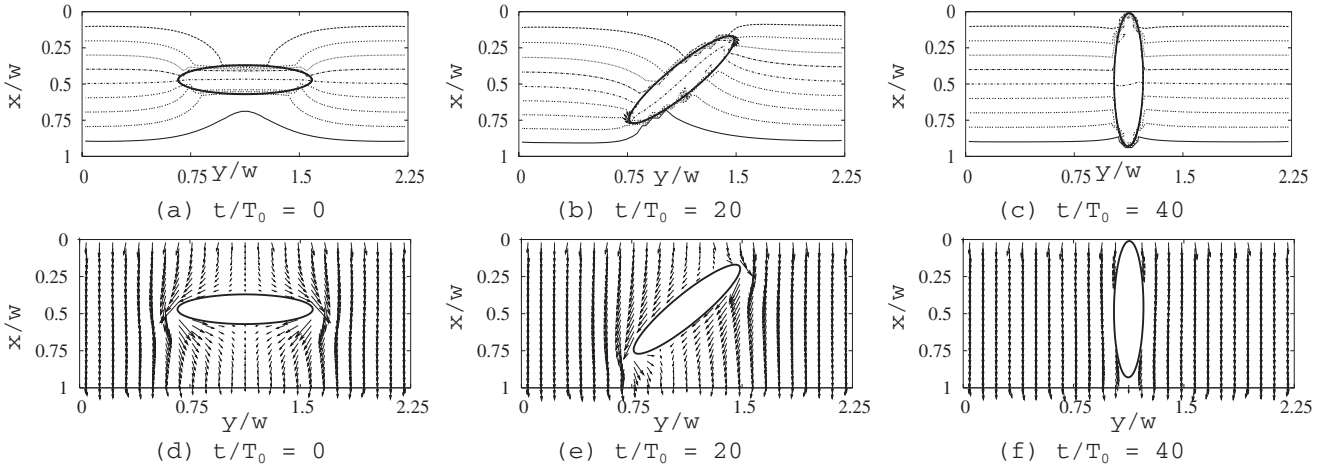 0
0.25
0.5
0.75
1
x/w
0 0.75 1.5 2.25
y/w
(a) t/T₀ = 0
0
0.25
0.5
0.75
1
x/w
0 0.75 1.5 2.25
y/w
(b) t/T₀ = 20
0
0.25
0.5
0.75
1
x/w
0 0.75 1.5 2.25
y/w
(c) t/T₀ = 40
0
0.25
0.5
0.75
1
x/w
0 0.75 1.5 2.25
y/w
(d) t/T₀ = 0
0
0.25
0.5
0.75
1
x/w
0 0.75 1.5 2.25
y/w
(e) t/T₀ = 20
0
0.25
0.5
0.75
1
x/w
0 0.75 1.5 2.25
y/w
(f) t/T₀ = 40